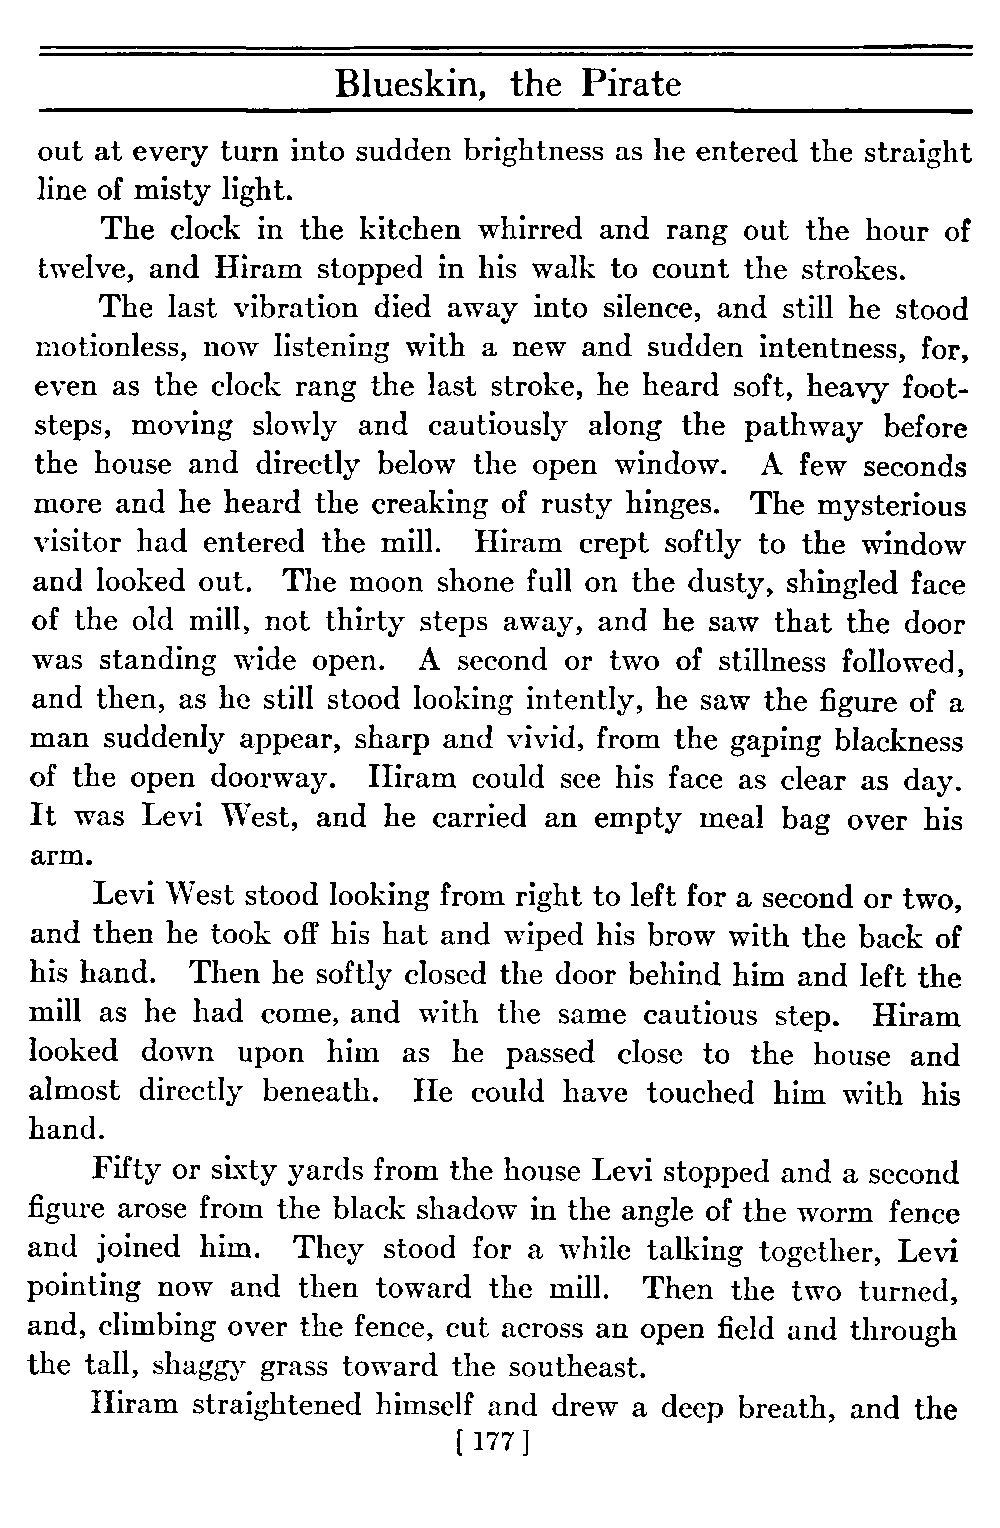 Blueskin, the Pirate
out at every turn into sudden brightness as he entered the straight
line of misty light.
The clock in the kitchen whirred and rang out the hour of
twelve, and Hiram stopped in his walk to count the strokes.
The last vibration died away into silence, and still he stood
motionless, now listening with a new and sudden intentness, for,
even as the clock rang the last stroke, he heard soft, heavy foot-
steps, moving slowly and cautiously along the pathway before
the house and directly below the open window. A few seconds
more and he heard the creaking of rusty hinges. The mysterious
visitor had entered the mill. Hiram crept softly to the window
and looked out. The moon shone full on the dusty, shingled face
of the old mill, not thirty steps away, and he saw that the door
was standing wide open. A second or two of stillness followed,
and then, as he still stood looking intently, he saw the figure of a
man suddenly appear, sharp and vivid, from the gaping blackness
of the open doorway. Hiram could see his face as clear as day.
It was Levi West, and he carried an empty meal bag over his
arm.
Levi West stood looking from right to left for a second or two,
and then he took off his hat and wiped his brow with the back of
his hand. Then he softly closed the door behind him and left the
mill as he had come, and with the same cautious step. Hiram
looked down upon him as he passed close to the house and
almost directly beneath. He could have touched him with his
hand.
Fifty or sixty yards from the house Levi stopped and a second
figure arose from the black shadow in the angle of the worm fence
and joined him. They stood for a while talking together, Levi
pointing now and then toward the mill. Then the two turned,
and, climbing over the fence, cut across an open field and through
the tall, shaggy grass toward the southeast.
Hiram straightened himself and drew a deep breath, and the
[ 177 ]